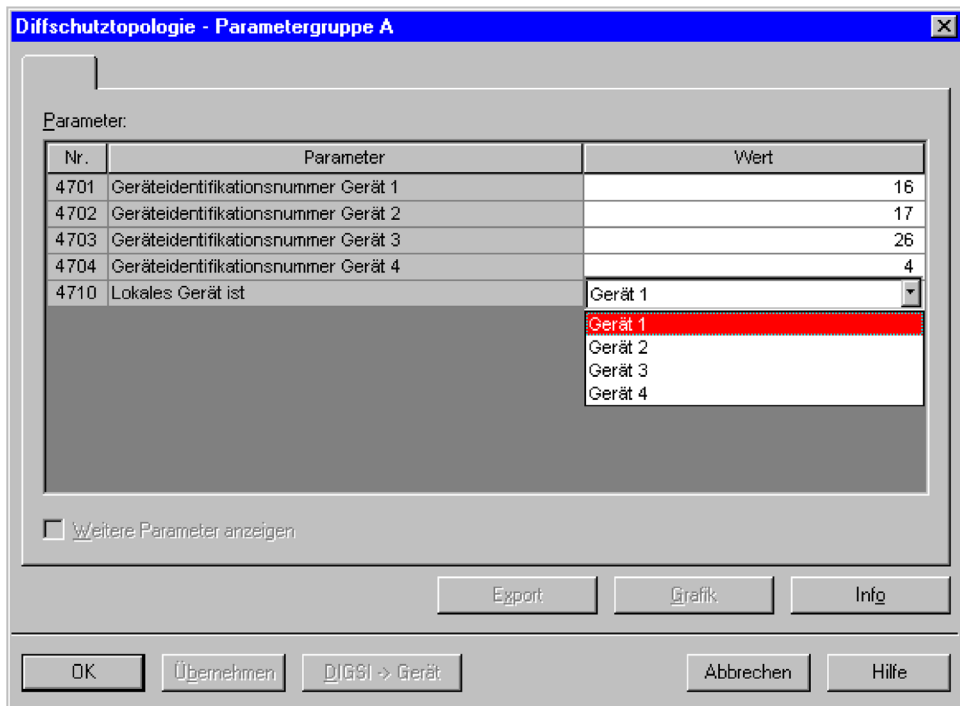 Diffschutztopologie - Parametergruppe A
Parameter:
Nr. Parameter Wert
4701 Geräteidentifikationsnummer Gerät 1 16
4702 Geräteidentifikationsnummer Gerät 2 17
4703 Geräteidentifikationsnummer Gerät 3 26
4704 Geräteidentifikationsnummer Gerät 4 4
4710 Lokales Gerät ist Gerät 1
Gerät 1
Gerät 2
Gerät 3
Gerät 4
Weitere Parameter anzeigen
Export Grafik Info
OK Übernehmen DIGSI -> Gerät Abbrechen Hilfe